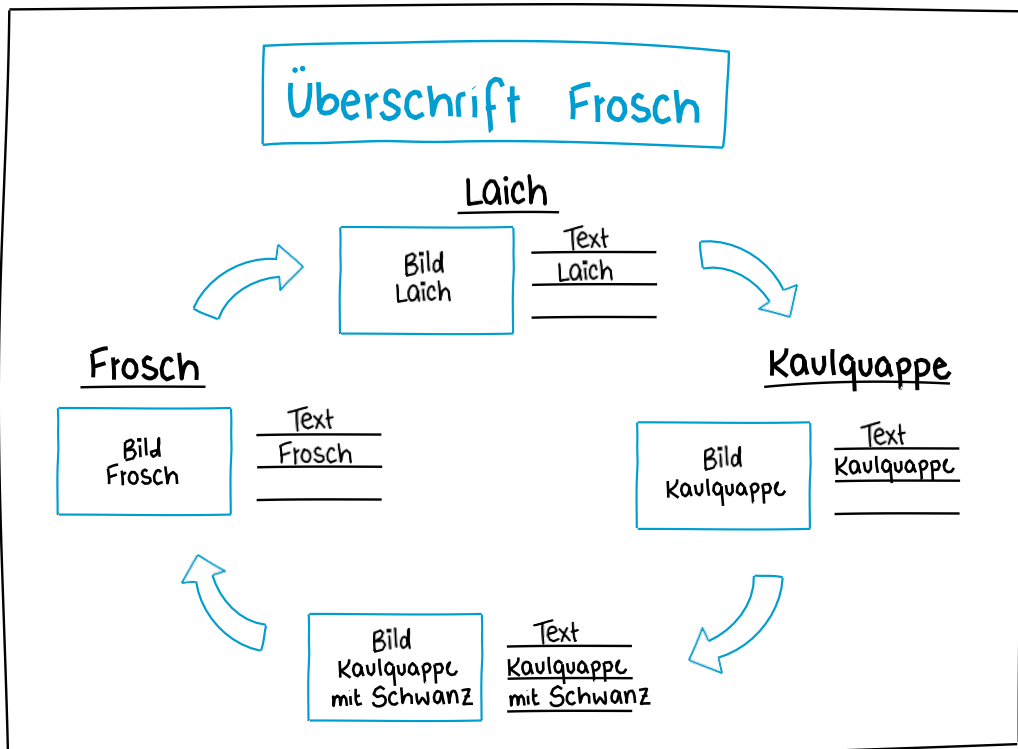 Überschrift Frosch
Laich
Bild
Laich
Text
Laich
Kaulquappe
Bild
Kaulquappe
Text
Kaulquappe
Bild
Kaulquappe
mit Schwanz
Text
Kaulquappe
mit Schwanz
Frosch
Bild
Frosch
Text
Frosch